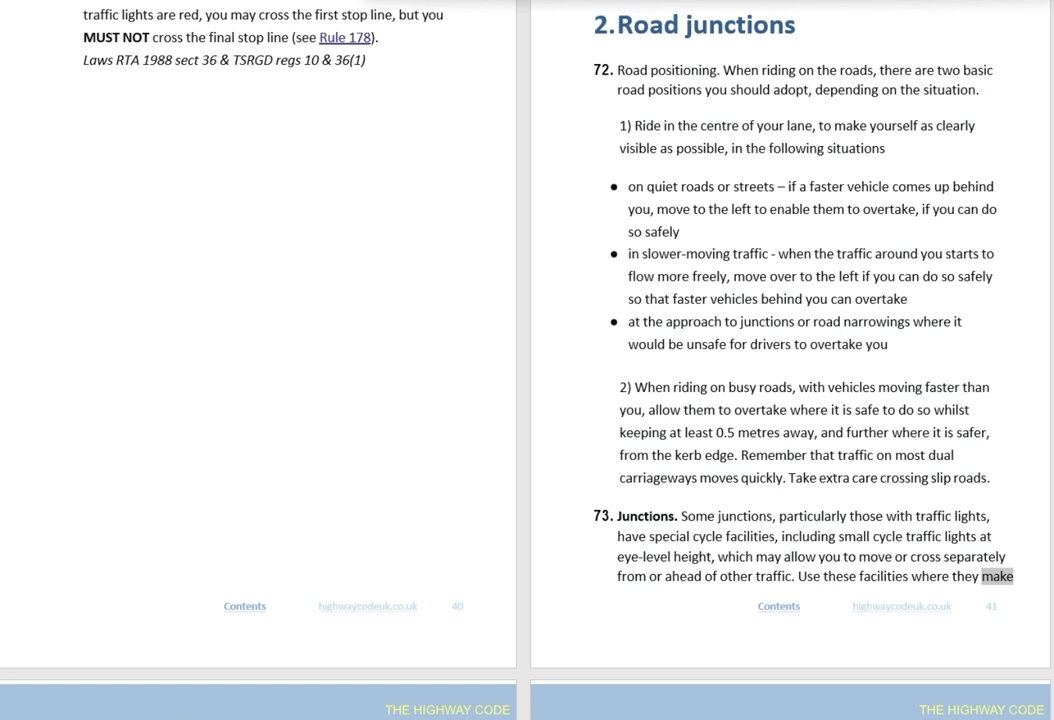 traffic lights are red, you may cross the first stop line, but you
MUST NOT cross the final stop line (see Rule 178).
Laws RTA 1988 sect 36 & TSRGD regs 10 & 36(1)
Contents highwaycodeuk.co.uk 40
2. Road junctions
72. Road positioning. When riding on the roads, there are two basic
road positions you should adopt, depending on the situation.
1) Ride in the centre of your lane, to make yourself as clearly
visible as possible, in the following situations
● on quiet roads or streets – if a faster vehicle comes up behind
you, move to the left to enable them to overtake, if you can do
so safely
● in slower-moving traffic - when the traffic around you starts to
flow more freely, move over to the left if you can do so safely
so that faster vehicles behind you can overtake
● at the approach to junctions or road narrowings where it
would be unsafe for drivers to overtake you
2) When riding on busy roads, with vehicles moving faster than
you, allow them to overtake where it is safe to do so whilst
keeping at least 0.5 metres away, and further where it is safer,
from the kerb edge. Remember that traffic on most dual
carriageways moves quickly. Take extra care crossing slip roads.
73. Junctions. Some junctions, particularly those with traffic lights,
have special cycle facilities, including small cycle traffic lights at
eye-level height, which may allow you to move or cross separately
from or ahead of other traffic. Use these facilities where they make
Contents highwaycodeuk.co.uk 41
THE HIGHWAY CODE
THE HIGHWAY CODE